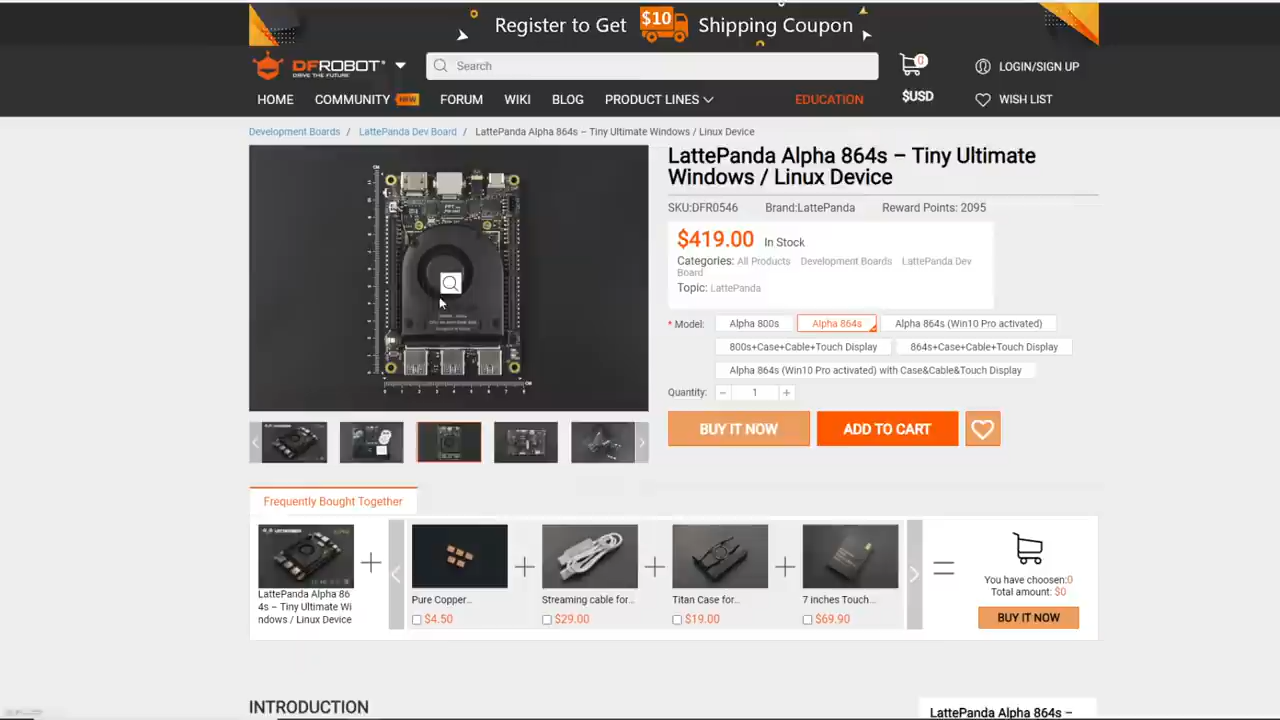 Register to Get $10 Shipping Coupon
DFROBOT
DRIVE THE FUTURE
Search
0
LOGIN/SIGN UP
HOME COMMUNITY NEW FORUM WIKI BLOG PRODUCT LINES EDUCATION $USD WISH LIST
Development Boards / LattePanda Dev Board / LattePanda Alpha 864s – Tiny Ultimate Windows / Linux Device
LattePanda Alpha 864s – Tiny Ultimate
Windows / Linux Device
SKU:DFR0546 Brand:LattePanda Reward Points: 2095
$419.00 In Stock
Categories: All Products Development Boards LattePanda Dev
Board
Topic: LattePanda
* Model: Alpha 800s Alpha 864s Alpha 864s (Win10 Pro activated)
800s+Case+Cable+Touch Display 864s+Case+Cable+Touch Display
Alpha 864s (Win10 Pro activated) with Case&Cable&Touch Display
Quantity: − 1 +
BUY IT NOW ADD TO CART
Frequently Bought Together
LattePanda Alpha 86
4s – Tiny Ultimate Wi
ndows / Linux Device
Pure Copper...
$4.50
Streaming cable for...
$29.00
Titan Case for...
$19.00
7 inches Touch...
$69.90
You have choosen:0
Total amount: $0
BUY IT NOW
INTRODUCTION
LattePanda Alpha 864s –